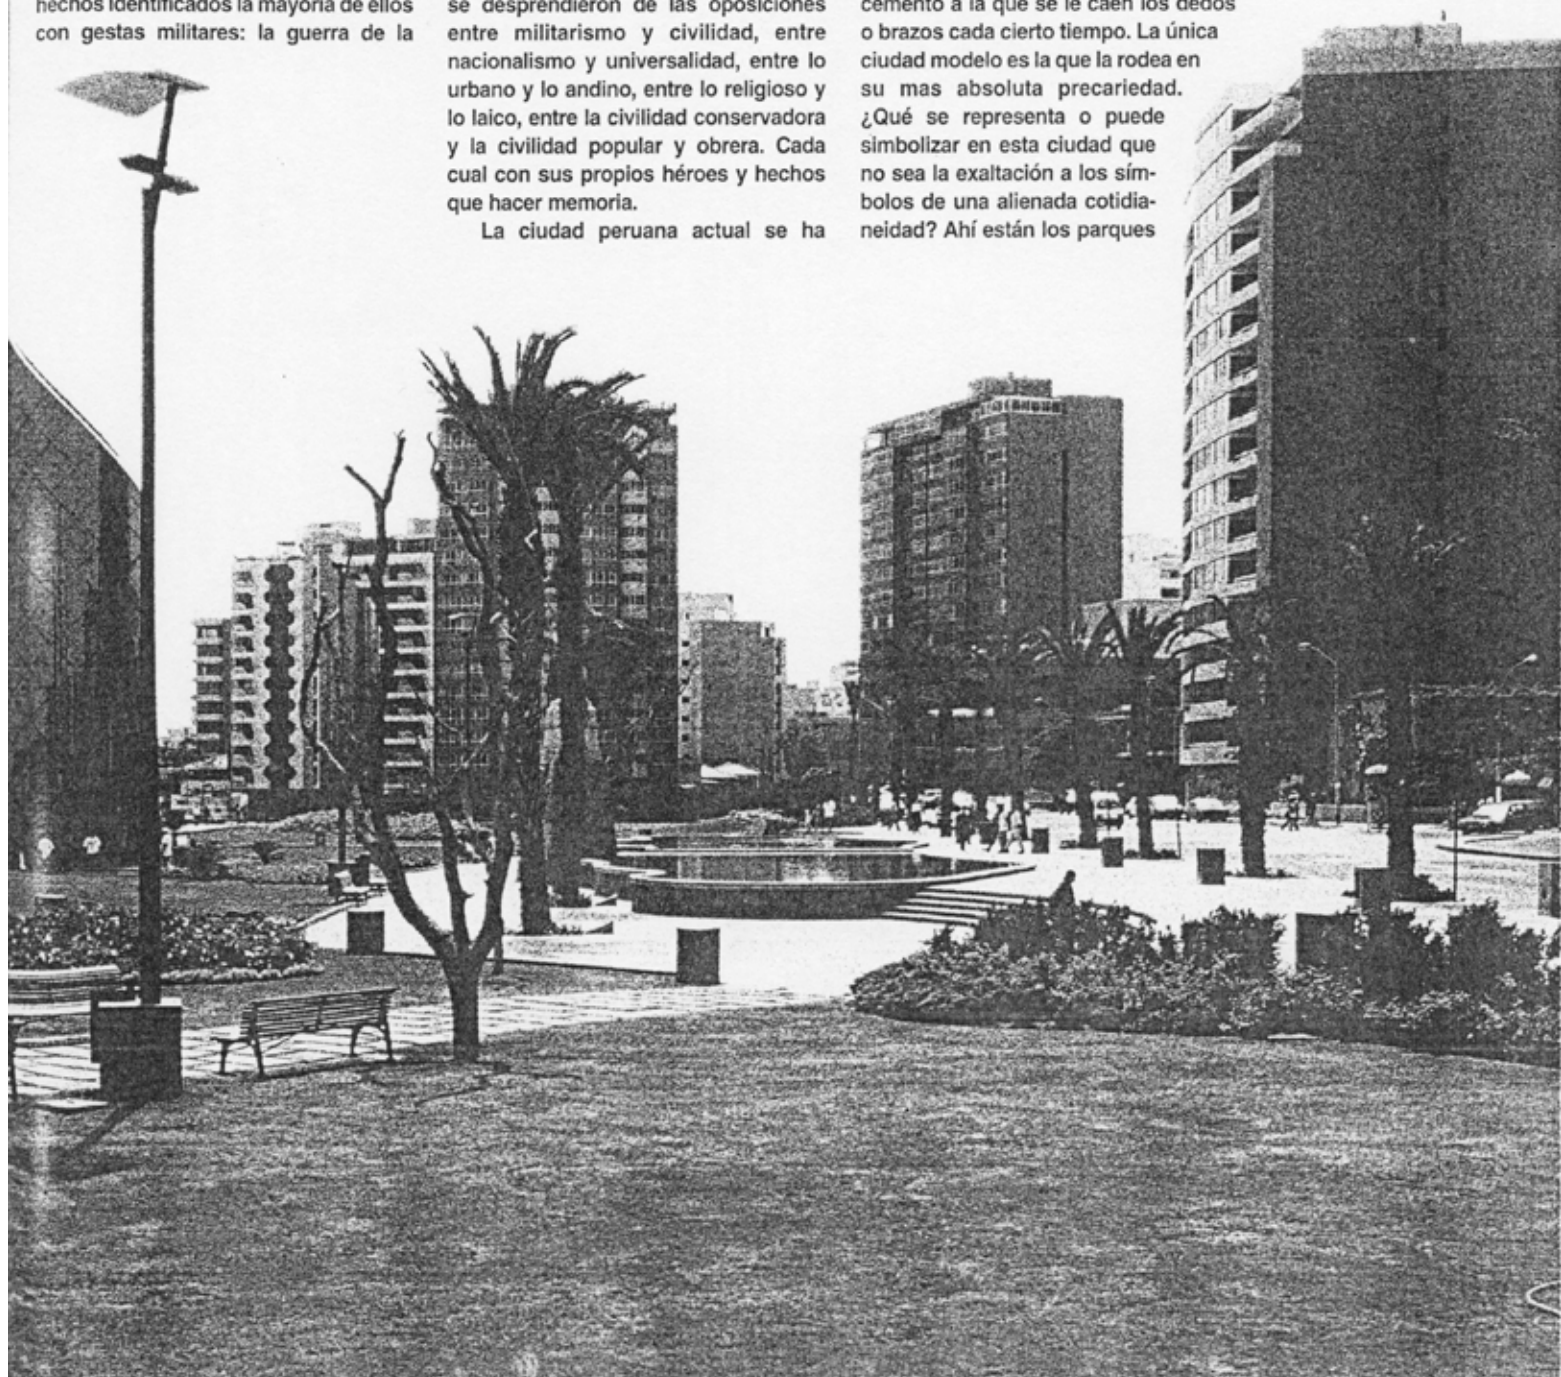 hechos identificados la mayoría de ellos
con gestas militares: la guerra de la
se desprendieron de las oposiciones
entre militarismo y civilidad, entre
nacionalismo y universalidad, entre lo
urbano y lo andino, entre lo religioso y
lo laico, entre la civilidad conservadora
y la civilidad popular y obrera. Cada
cual con sus propios héroes y hechos
que hacer memoria.
La ciudad peruana actual se ha
cemento a la que se le caen los dedos
o brazos cada cierto tiempo. La única
ciudad modelo es la que la rodea en
su mas absoluta precariedad.
¿Qué se representa o puede
simbolizar en esta ciudad que
no sea la exaltación a los sím-
bolos de una alienada cotidia-
neidad? Ahí están los parques